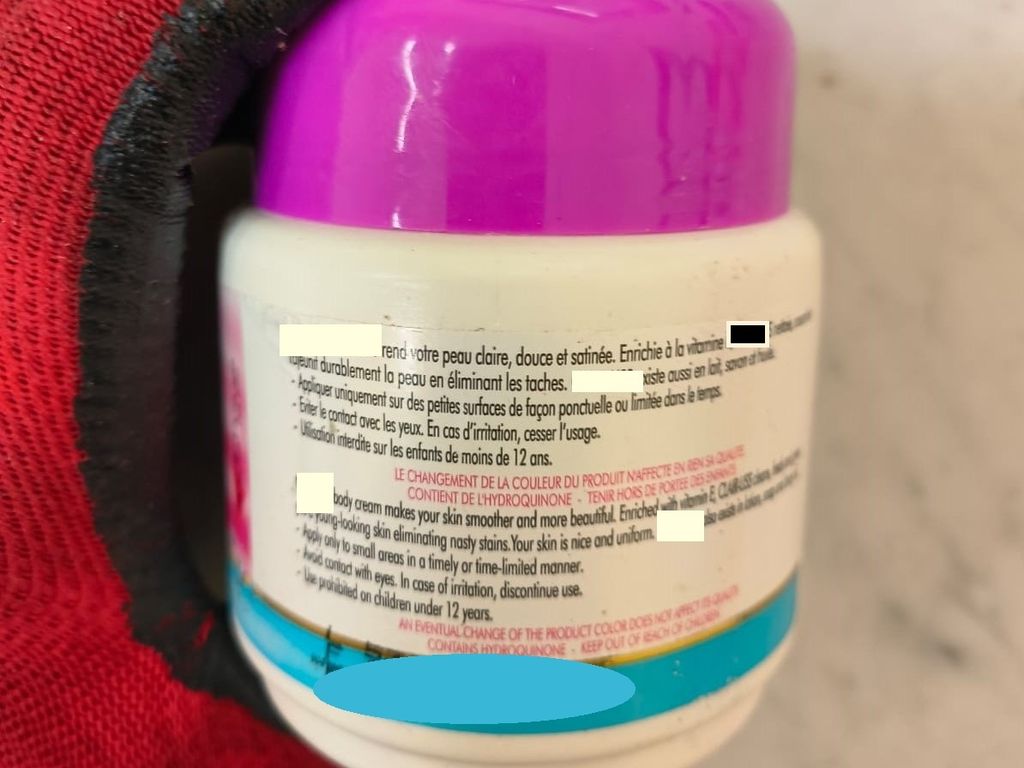 rend votre peau claire, douce et satinée. Enrichie à la vitamine
rajeunit durablement la peau en éliminant les taches. existe aussi en lait, savon et huile.
- Appliquer uniquement sur des petites surfaces de façon ponctuelle ou limitée dans le temps.
- Eviter le contact avec les yeux. En cas d'irritation, cesser l'usage.
- Utilisation interdite sur les enfants de moins de 12 ans.
LE CHANGEMENT DE LA COULEUR DU PRODUIT N'AFFECTE EN RIEN SA QUALITE
CONTIENT DE L'HYDROQUINONE - TENIR HORS DE PORTEE DES ENFANTS
body cream makes your skin smoother and more beautiful. Enriched with vitamin E, CLAIR-LISS
young-looking skin eliminating nasty stains.Your skin is nice and uniform. also exists in lotion,
- Apply only to small areas in a timely or time-limited manner.
- Avoid contact with eyes. In case of irritation, discontinue use.
- Use prohibited on children under 12 years.
AN EVENTUAL CHANGE OF THE PRODUCT COLOR DOES NOT AFFECT ITS QUALITY
CONTAINS HYDROQUINONE - KEEP OUT OF REACH OF CHILDREN